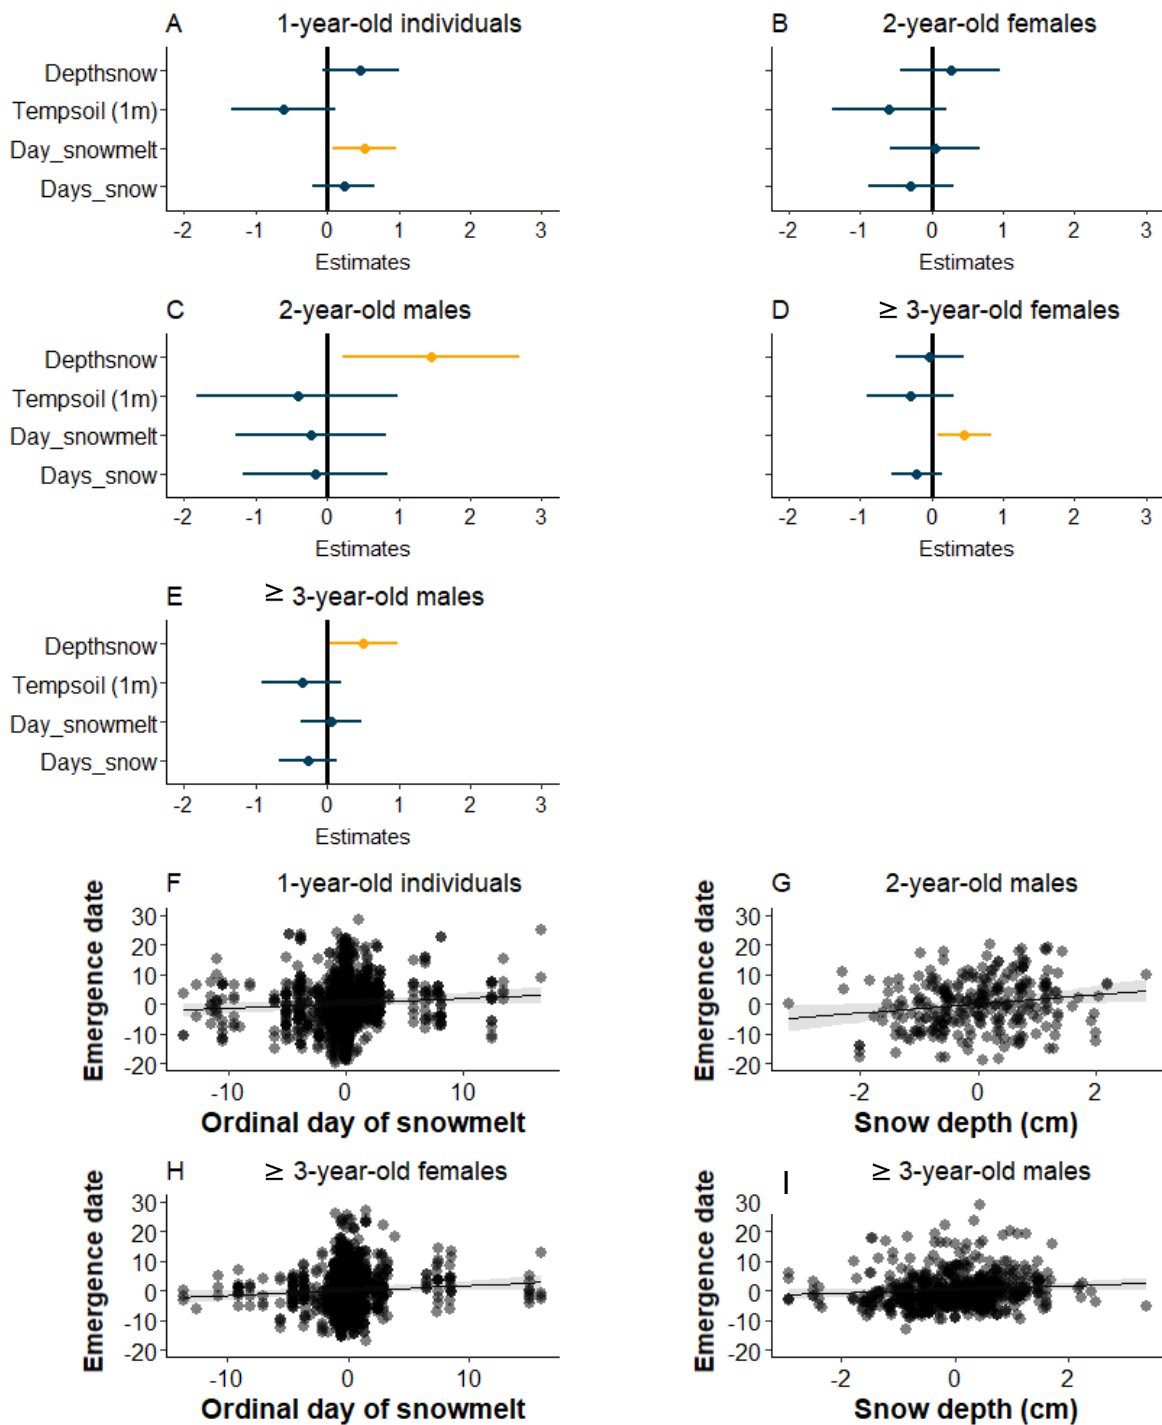 A 1-year-old individuals
Depthsnow
Tempsoil (1m)
Day_snowmelt
Days_snow
-2 -1 0 1 2 3
Estimates
B 2-year-old females
-2 -1 0 1 2 3
Estimates
C 2-year-old males
Depthsnow
Tempsoil (1m)
Day_snowmelt
Days_snow
-2 -1 0 1 2 3
Estimates
D ≥ 3-year-old females
-2 -1 0 1 2 3
Estimates
E ≥ 3-year-old males
Depthsnow
Tempsoil (1m)
Day_snowmelt
Days_snow
-2 -1 0 1 2 3
Estimates
F 1-year-old individuals
Emergence date
30
20
10
0
-10
-20
-10 0 10
Ordinal day of snowmelt
G 2-year-old males
Emergence date
30
20
10
0
-10
-20
-2 0 2
Snow depth (cm)
H ≥ 3-year-old females
Emergence date
30
20
10
0
-10
-20
-10 0 10
Ordinal day of snowmelt
I ≥ 3-year-old males
Emergence date
30
20
10
0
-10
-20
-2 0 2
Snow depth (cm)